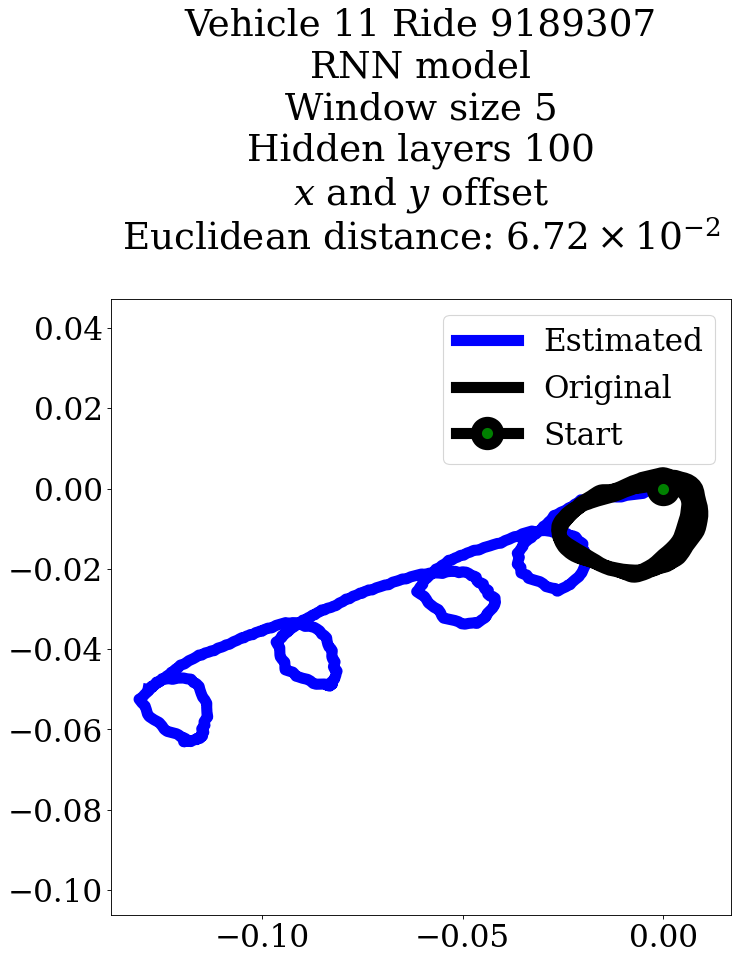 Vehicle 11 Ride 9189307
RNN model
Window size 5
Hidden layers 100
x and y offset
Euclidean distance: 6.72 × 10⁻²
Estimated
Original
Start
0.04
0.02
0.00
−0.02
−0.04
−0.06
−0.08
−0.10
−0.10 −0.05 0.00